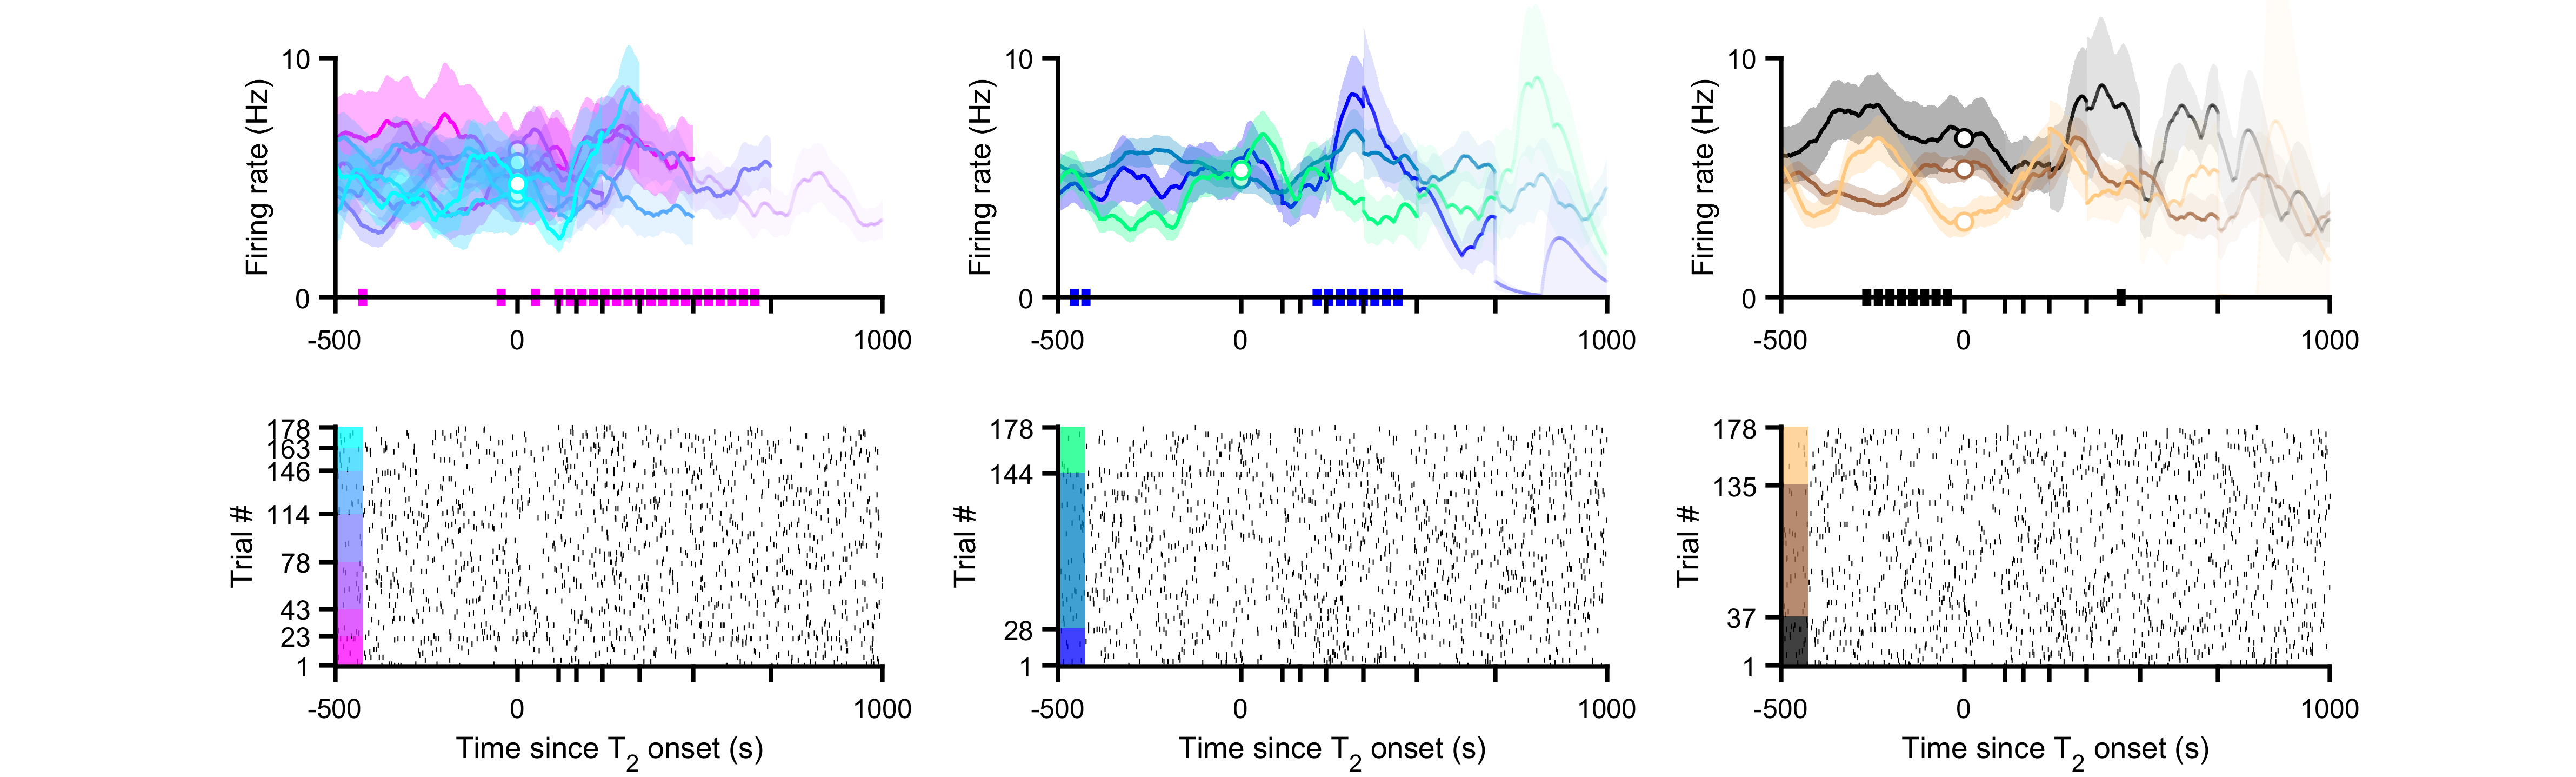 10
Firing rate (Hz)
0
-500 0 1000
10
Firing rate (Hz)
0
-500 0 1000
10
Firing rate (Hz)
0
-500 0 1000
178
163
146
114
78
43
23
1
Trial #
-500 0 1000
Time since T2 onset (s)
178
144
28
1
Trial #
-500 0 1000
Time since T2 onset (s)
178
135
37
1
Trial #
-500 0 1000
Time since T2 onset (s)